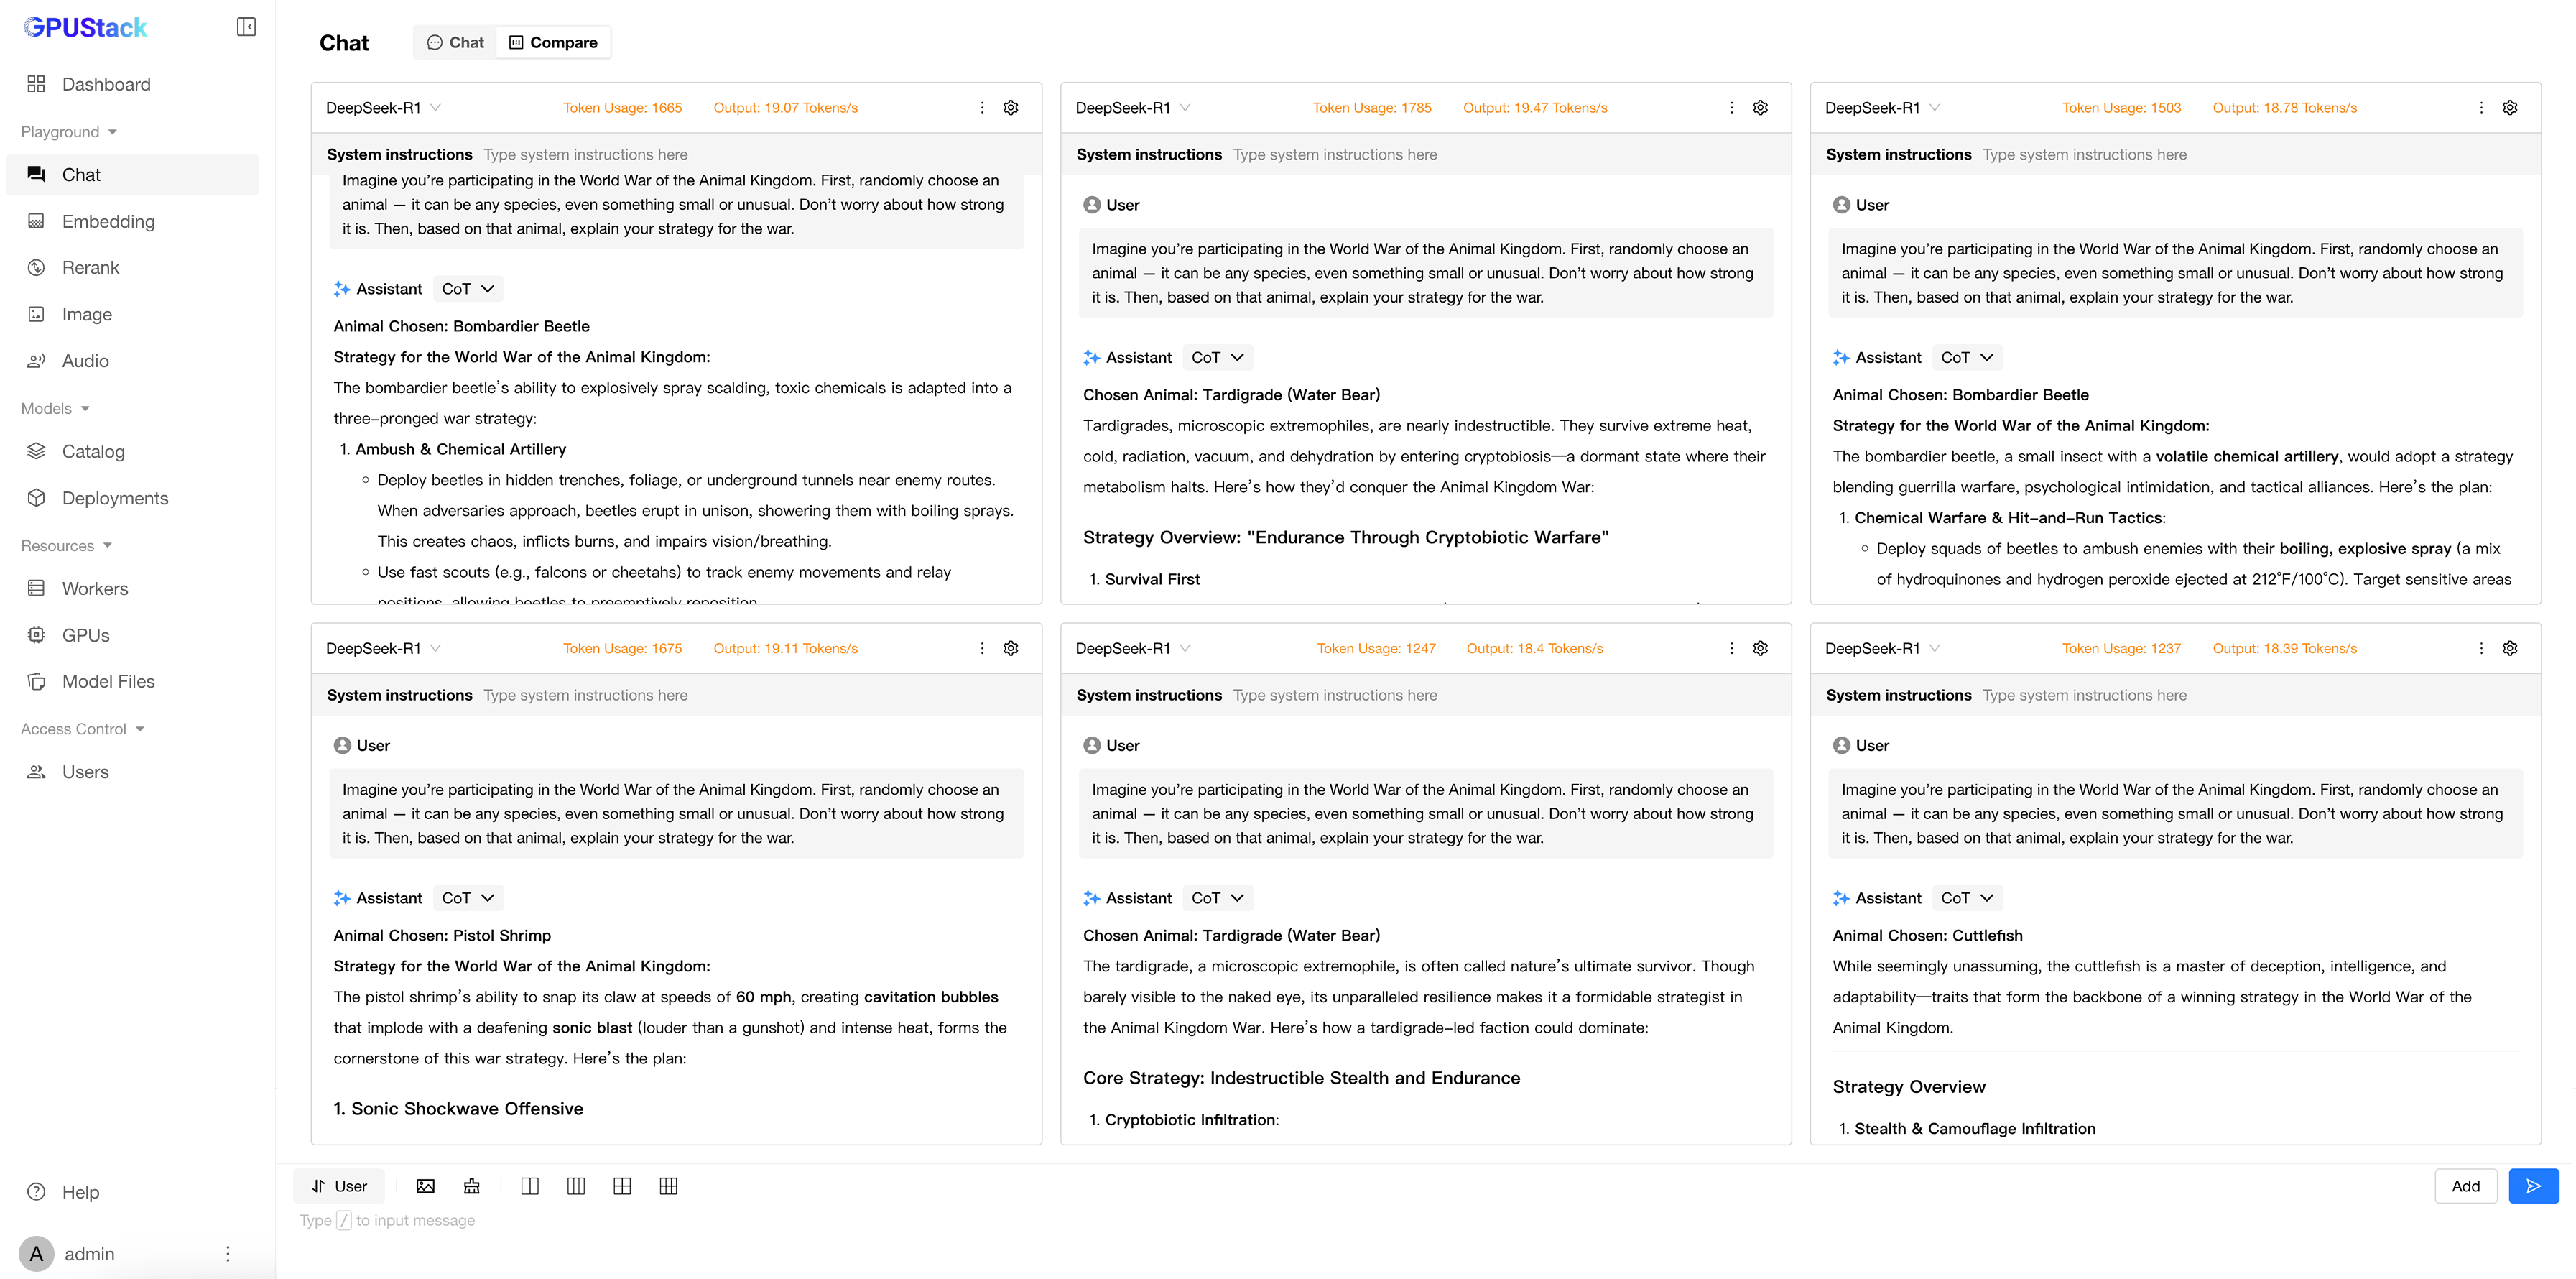 GPUStack
Dashboard
Playground
Chat
Embedding
Rerank
Image
Audio
Models
Catalog
Deployments
Resources
Workers
GPUs
Model Files
Access Control
Users
Help
A admin
Chat
Chat Compare
DeepSeek-R1 Token Usage: 1665 Output: 19.07 Tokens/s
System instructions Type system instructions here
Imagine you’re participating in the World War of the Animal Kingdom. First, randomly choose an
animal — it can be any species, even something small or unusual. Don’t worry about how strong
it is. Then, based on that animal, explain your strategy for the war.
Assistant CoT
Animal Chosen: Bombardier Beetle
Strategy for the World War of the Animal Kingdom:
The bombardier beetle’s ability to explosively spray scalding, toxic chemicals is adapted into a
three-pronged war strategy:
1. Ambush & Chemical Artillery
Deploy beetles in hidden trenches, foliage, or underground tunnels near enemy routes.
When adversaries approach, beetles erupt in unison, showering them with boiling sprays.
This creates chaos, inflicts burns, and impairs vision/breathing.
Use fast scouts (e.g., falcons or cheetahs) to track enemy movements and relay
positions, allowing beetles to preemptively reposition.
DeepSeek-R1 Token Usage: 1785 Output: 19.47 Tokens/s
System instructions Type system instructions here
User
Imagine you’re participating in the World War of the Animal Kingdom. First, randomly choose an
animal — it can be any species, even something small or unusual. Don’t worry about how strong
it is. Then, based on that animal, explain your strategy for the war.
Assistant CoT
Chosen Animal: Tardigrade (Water Bear)
Tardigrades, microscopic extremophiles, are nearly indestructible. They survive extreme heat,
cold, radiation, vacuum, and dehydration by entering cryptobiosis—a dormant state where their
metabolism halts. Here’s how they’d conquer the Animal Kingdom War:
Strategy Overview: "Endurance Through Cryptobiotic Warfare"
1. Survival First
DeepSeek-R1 Token Usage: 1503 Output: 18.78 Tokens/s
System instructions Type system instructions here
User
Imagine you’re participating in the World War of the Animal Kingdom. First, randomly choose an
animal — it can be any species, even something small or unusual. Don’t worry about how strong
it is. Then, based on that animal, explain your strategy for the war.
Assistant CoT
Animal Chosen: Bombardier Beetle
Strategy for the World War of the Animal Kingdom:
The bombardier beetle, a small insect with a volatile chemical artillery, would adopt a strategy
blending guerrilla warfare, psychological intimidation, and tactical alliances. Here’s the plan:
1. Chemical Warfare & Hit-and-Run Tactics:
Deploy squads of beetles to ambush enemies with their boiling, explosive spray (a mix
of hydroquinones and hydrogen peroxide ejected at 212°F/100°C). Target sensitive areas
DeepSeek-R1 Token Usage: 1675 Output: 19.11 Tokens/s
System instructions Type system instructions here
User
Imagine you’re participating in the World War of the Animal Kingdom. First, randomly choose an
animal — it can be any species, even something small or unusual. Don’t worry about how strong
it is. Then, based on that animal, explain your strategy for the war.
Assistant CoT
Animal Chosen: Pistol Shrimp
Strategy for the World War of the Animal Kingdom:
The pistol shrimp’s ability to snap its claw at speeds of 60 mph, creating cavitation bubbles
that implode with a deafening sonic blast (louder than a gunshot) and intense heat, forms the
cornerstone of this war strategy. Here’s the plan:
1. Sonic Shockwave Offensive
DeepSeek-R1 Token Usage: 1247 Output: 18.4 Tokens/s
System instructions Type system instructions here
User
Imagine you’re participating in the World War of the Animal Kingdom. First, randomly choose an
animal — it can be any species, even something small or unusual. Don’t worry about how strong
it is. Then, based on that animal, explain your strategy for the war.
Assistant CoT
Chosen Animal: Tardigrade (Water Bear)
The tardigrade, a microscopic extremophile, is often called nature’s ultimate survivor. Though
barely visible to the naked eye, its unparalleled resilience makes it a formidable strategist in
the Animal Kingdom War. Here’s how a tardigrade-led faction could dominate:
Core Strategy: Indestructible Stealth and Endurance
1. Cryptobiotic Infiltration:
DeepSeek-R1 Token Usage: 1237 Output: 18.39 Tokens/s
System instructions Type system instructions here
User
Imagine you’re participating in the World War of the Animal Kingdom. First, randomly choose an
animal — it can be any species, even something small or unusual. Don’t worry about how strong
it is. Then, based on that animal, explain your strategy for the war.
Assistant CoT
Animal Chosen: Cuttlefish
While seemingly unassuming, the cuttlefish is a master of deception, intelligence, and
adaptability—traits that form the backbone of a winning strategy in the World War of the
Animal Kingdom.
Strategy Overview
1. Stealth & Camouflage Infiltration
User
Add
Type / to input message